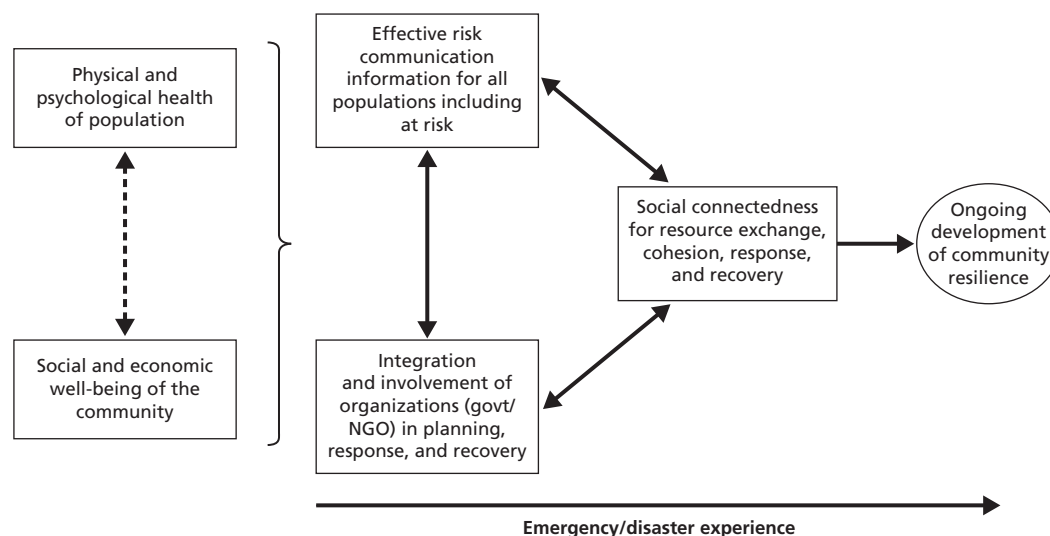 Physical and
psychological health
of population
Social and economic
well-being of the
community
Effective risk
communication
information for all
populations including
at risk
Integration
and involvement of
organizations (govt/
NGO) in planning,
response, and recovery
Social connectedness
for resource exchange,
cohesion, response,
and recovery
Ongoing
development
of community
resilience
Emergency/disaster experience